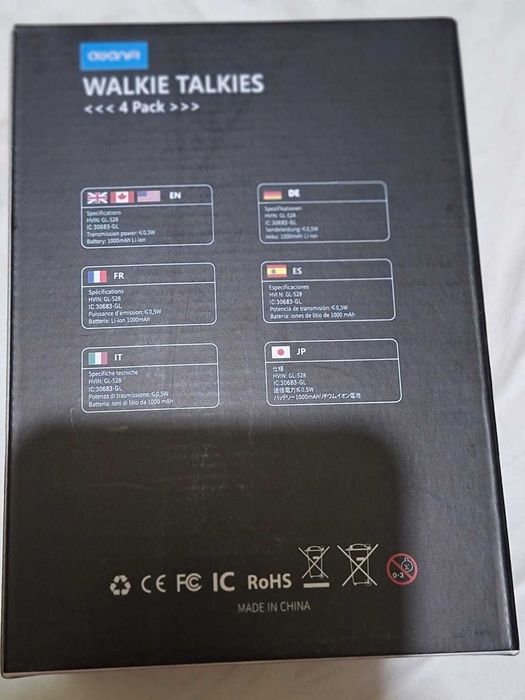 WALKIE TALKIES
<<< 4 Pack >>>
EN
Specifications
HVIN: GL-528
IC:30683-GL
Transmission power:≤0,5W
Battery: 1000mAh Li-ion
DE
Spezifikationen
HVIN: GL-528
IC:30683-GL
Sendeleistung:≤0,5W
Akku: 1000mAh Li-ion
FR
Spécifications
HVIN: GL-528
IC:30683-GL
Puissance d'émission:≤0,5W
Batterie: Li-ion 1000mAh
ES
Especificaciones
HVIN: GL-528
IC:30683-GL
Potencia de transmisión:≤0,5W
Batería: iones de litio de 1000 mAh
IT
Specifiche tecniche
HVIN: GL-528
IC:30683-GL
Potenza di trasmissione:≤0,5W
Batteria: ioni di litio da 1000 mAh
JP
仕様
HVIN: GL-528
IC:30683-GL
送信電力≤0,5W
バッテリー1000mAhリチウムイオン電池
CE FC IC RoHS
0-3
MADE IN CHINA